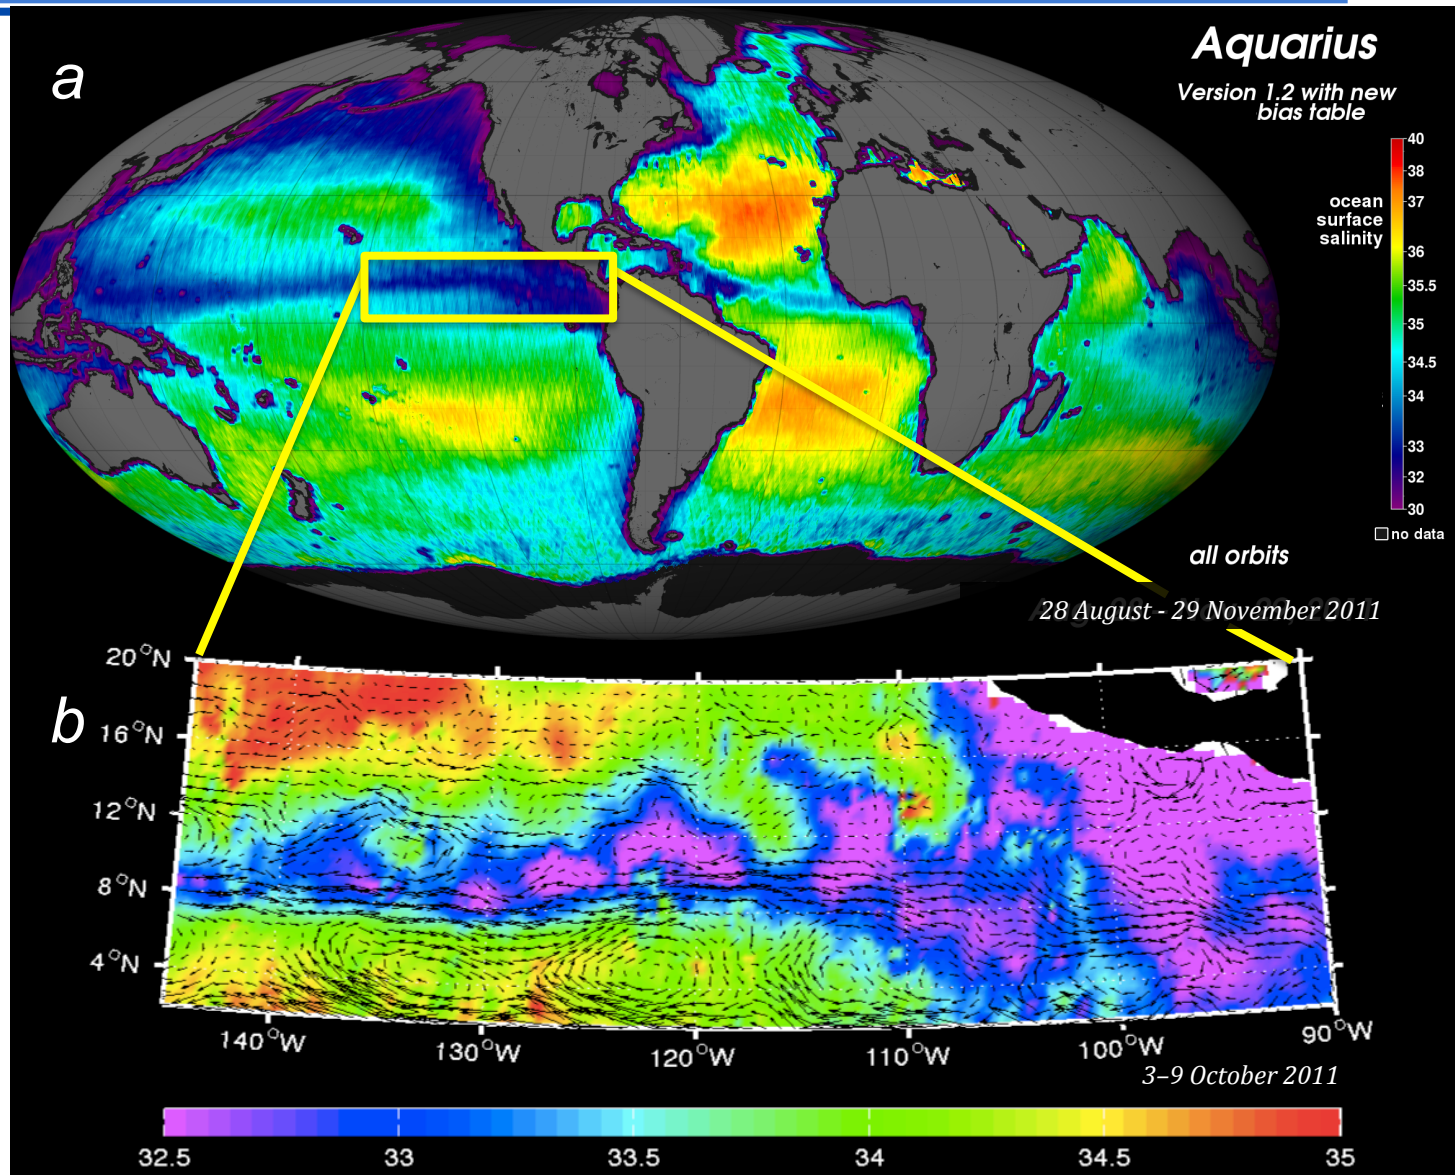 a
Aquarius
Version 1.2 with new
bias table
ocean
surface
salinity
40
38
37
36
35.5
35
34.5
34
33
32
30
no data
all orbits
28 August - 29 November 2011
b
20°N
16°N
12°N
8°N
4°N
140°W
130°W
120°W
110°W
100°W
90°W
3–9 October 2011
32.5
33
33.5
34
34.5
35